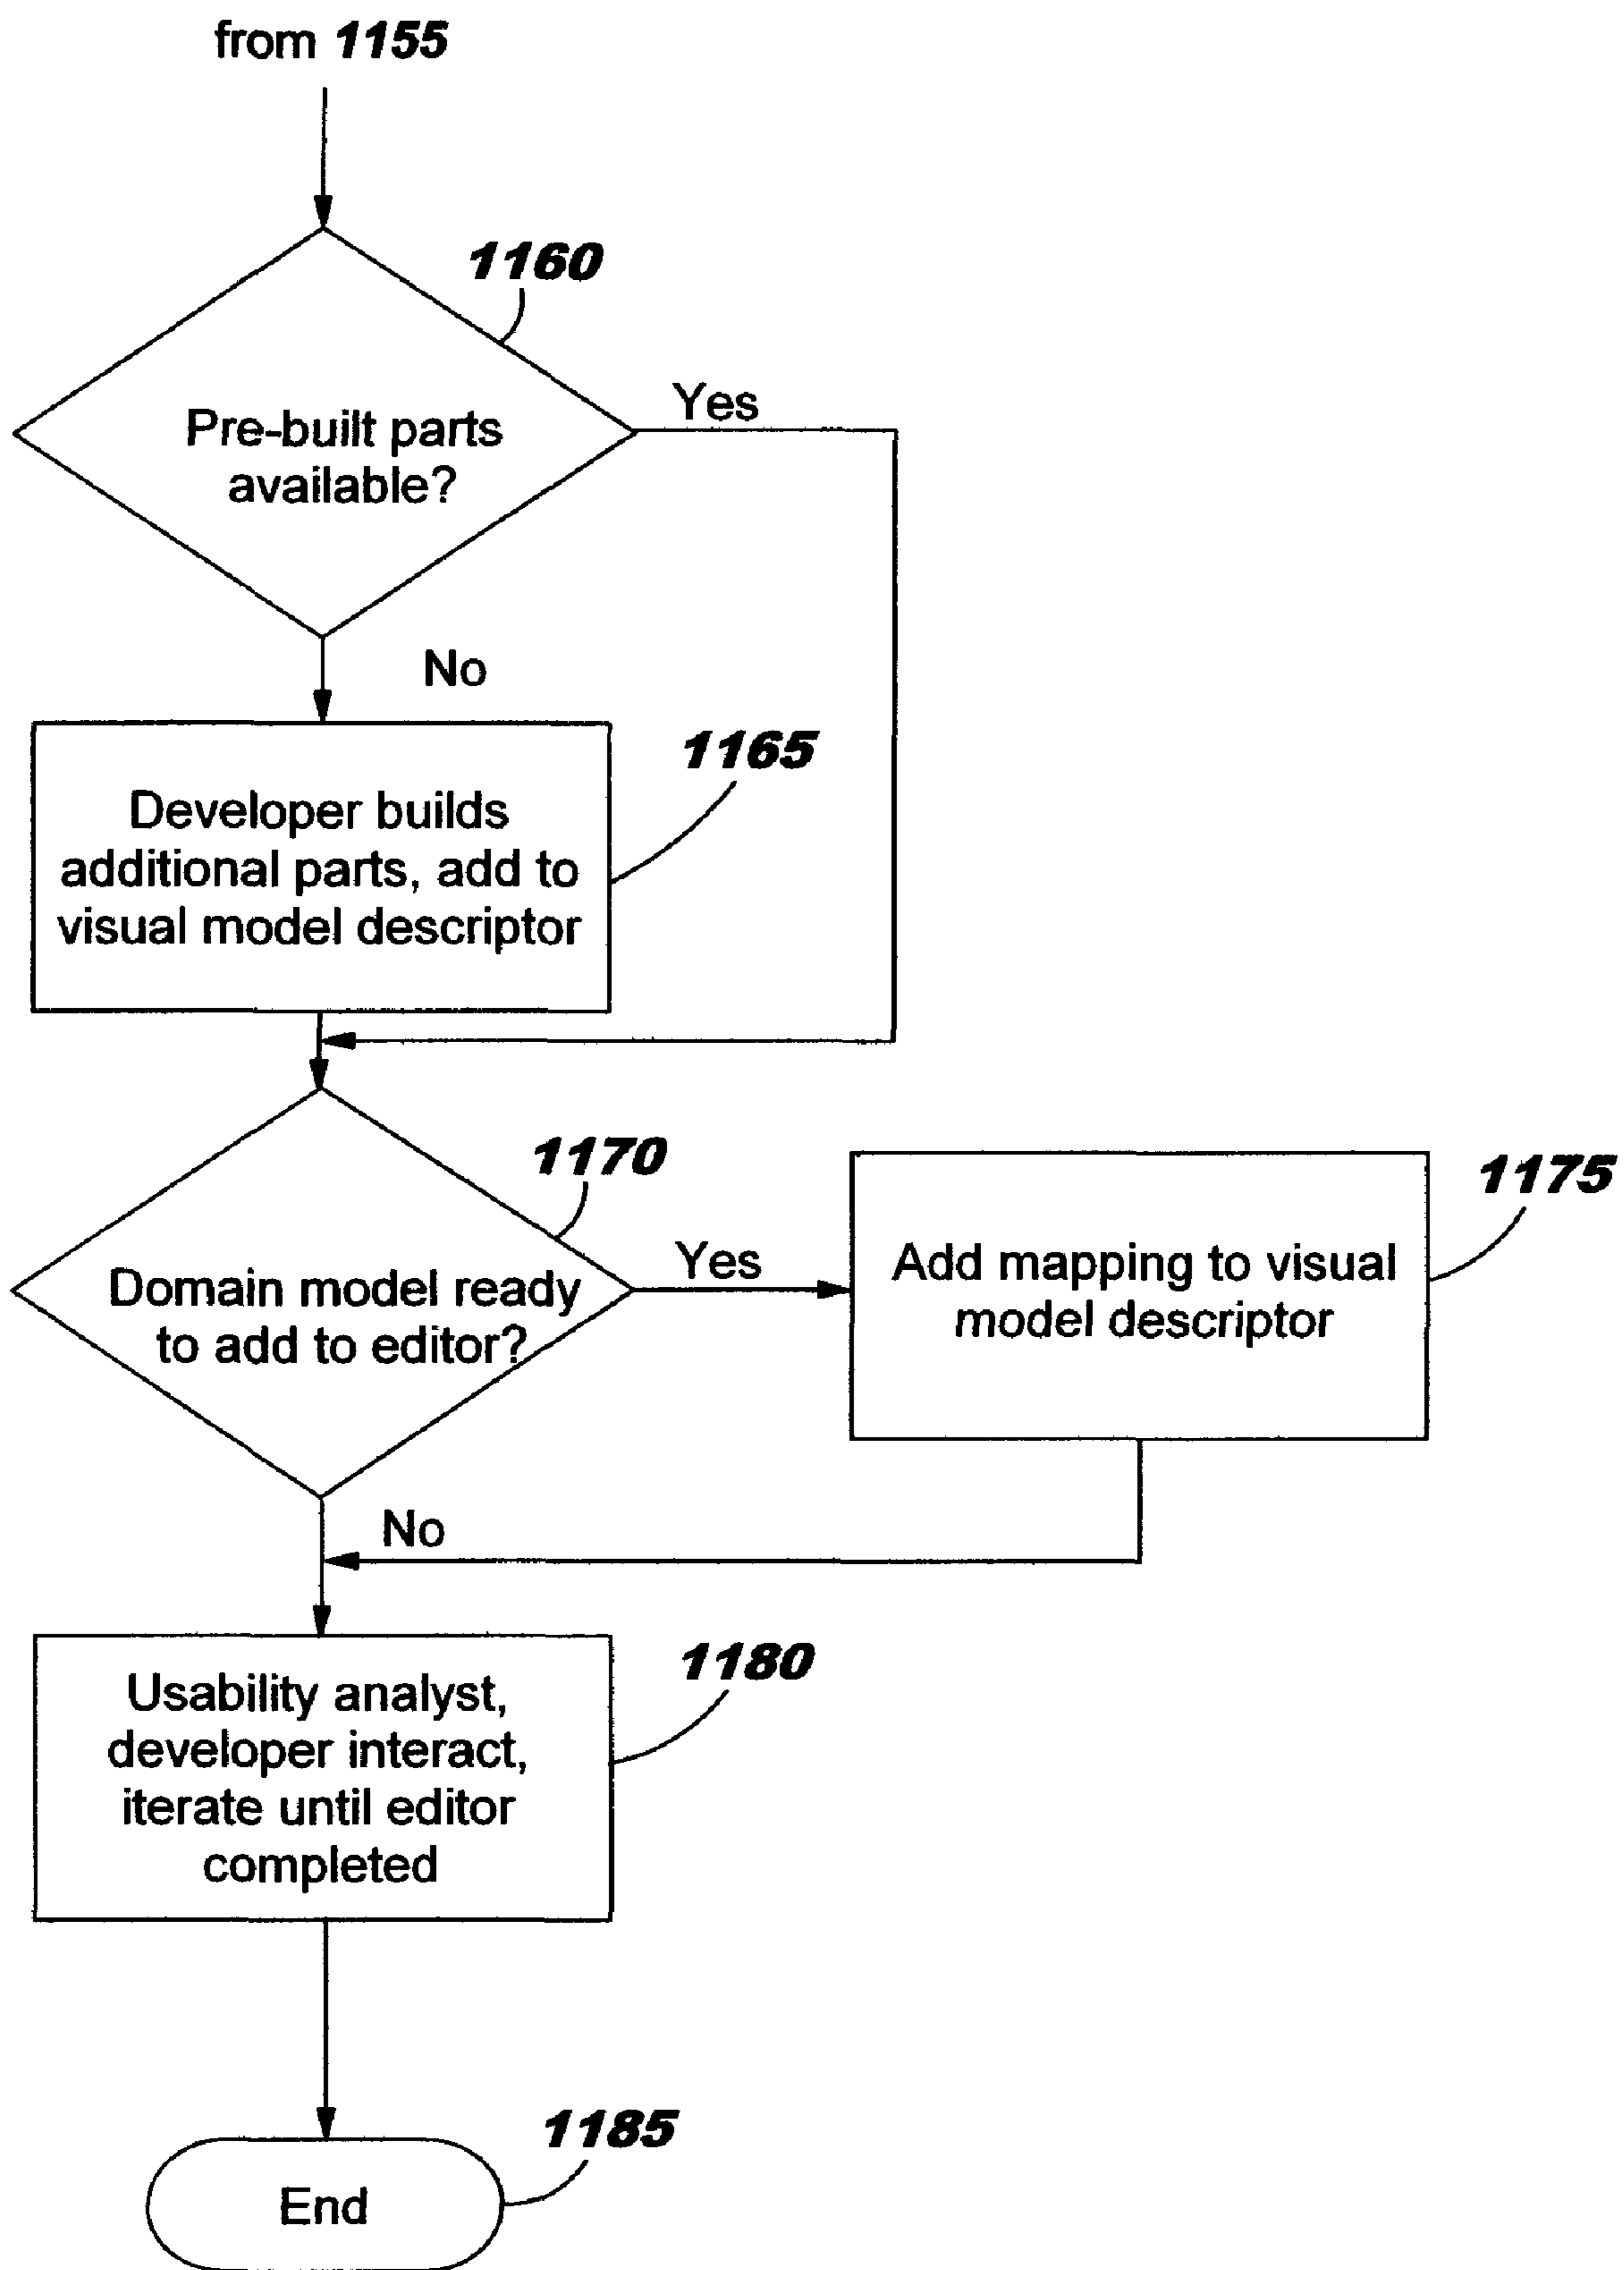 from 1155
1160
Yes
Pre-built parts
available?
No
1165
Developer builds
additional parts, add to
visual model descriptor
1170
1175
Yes
Domain model ready
to add to editor?
Add mapping to visual
model descriptor
No
1180
Usability analyst,
developer interact,
iterate until editor
completed
1185
End